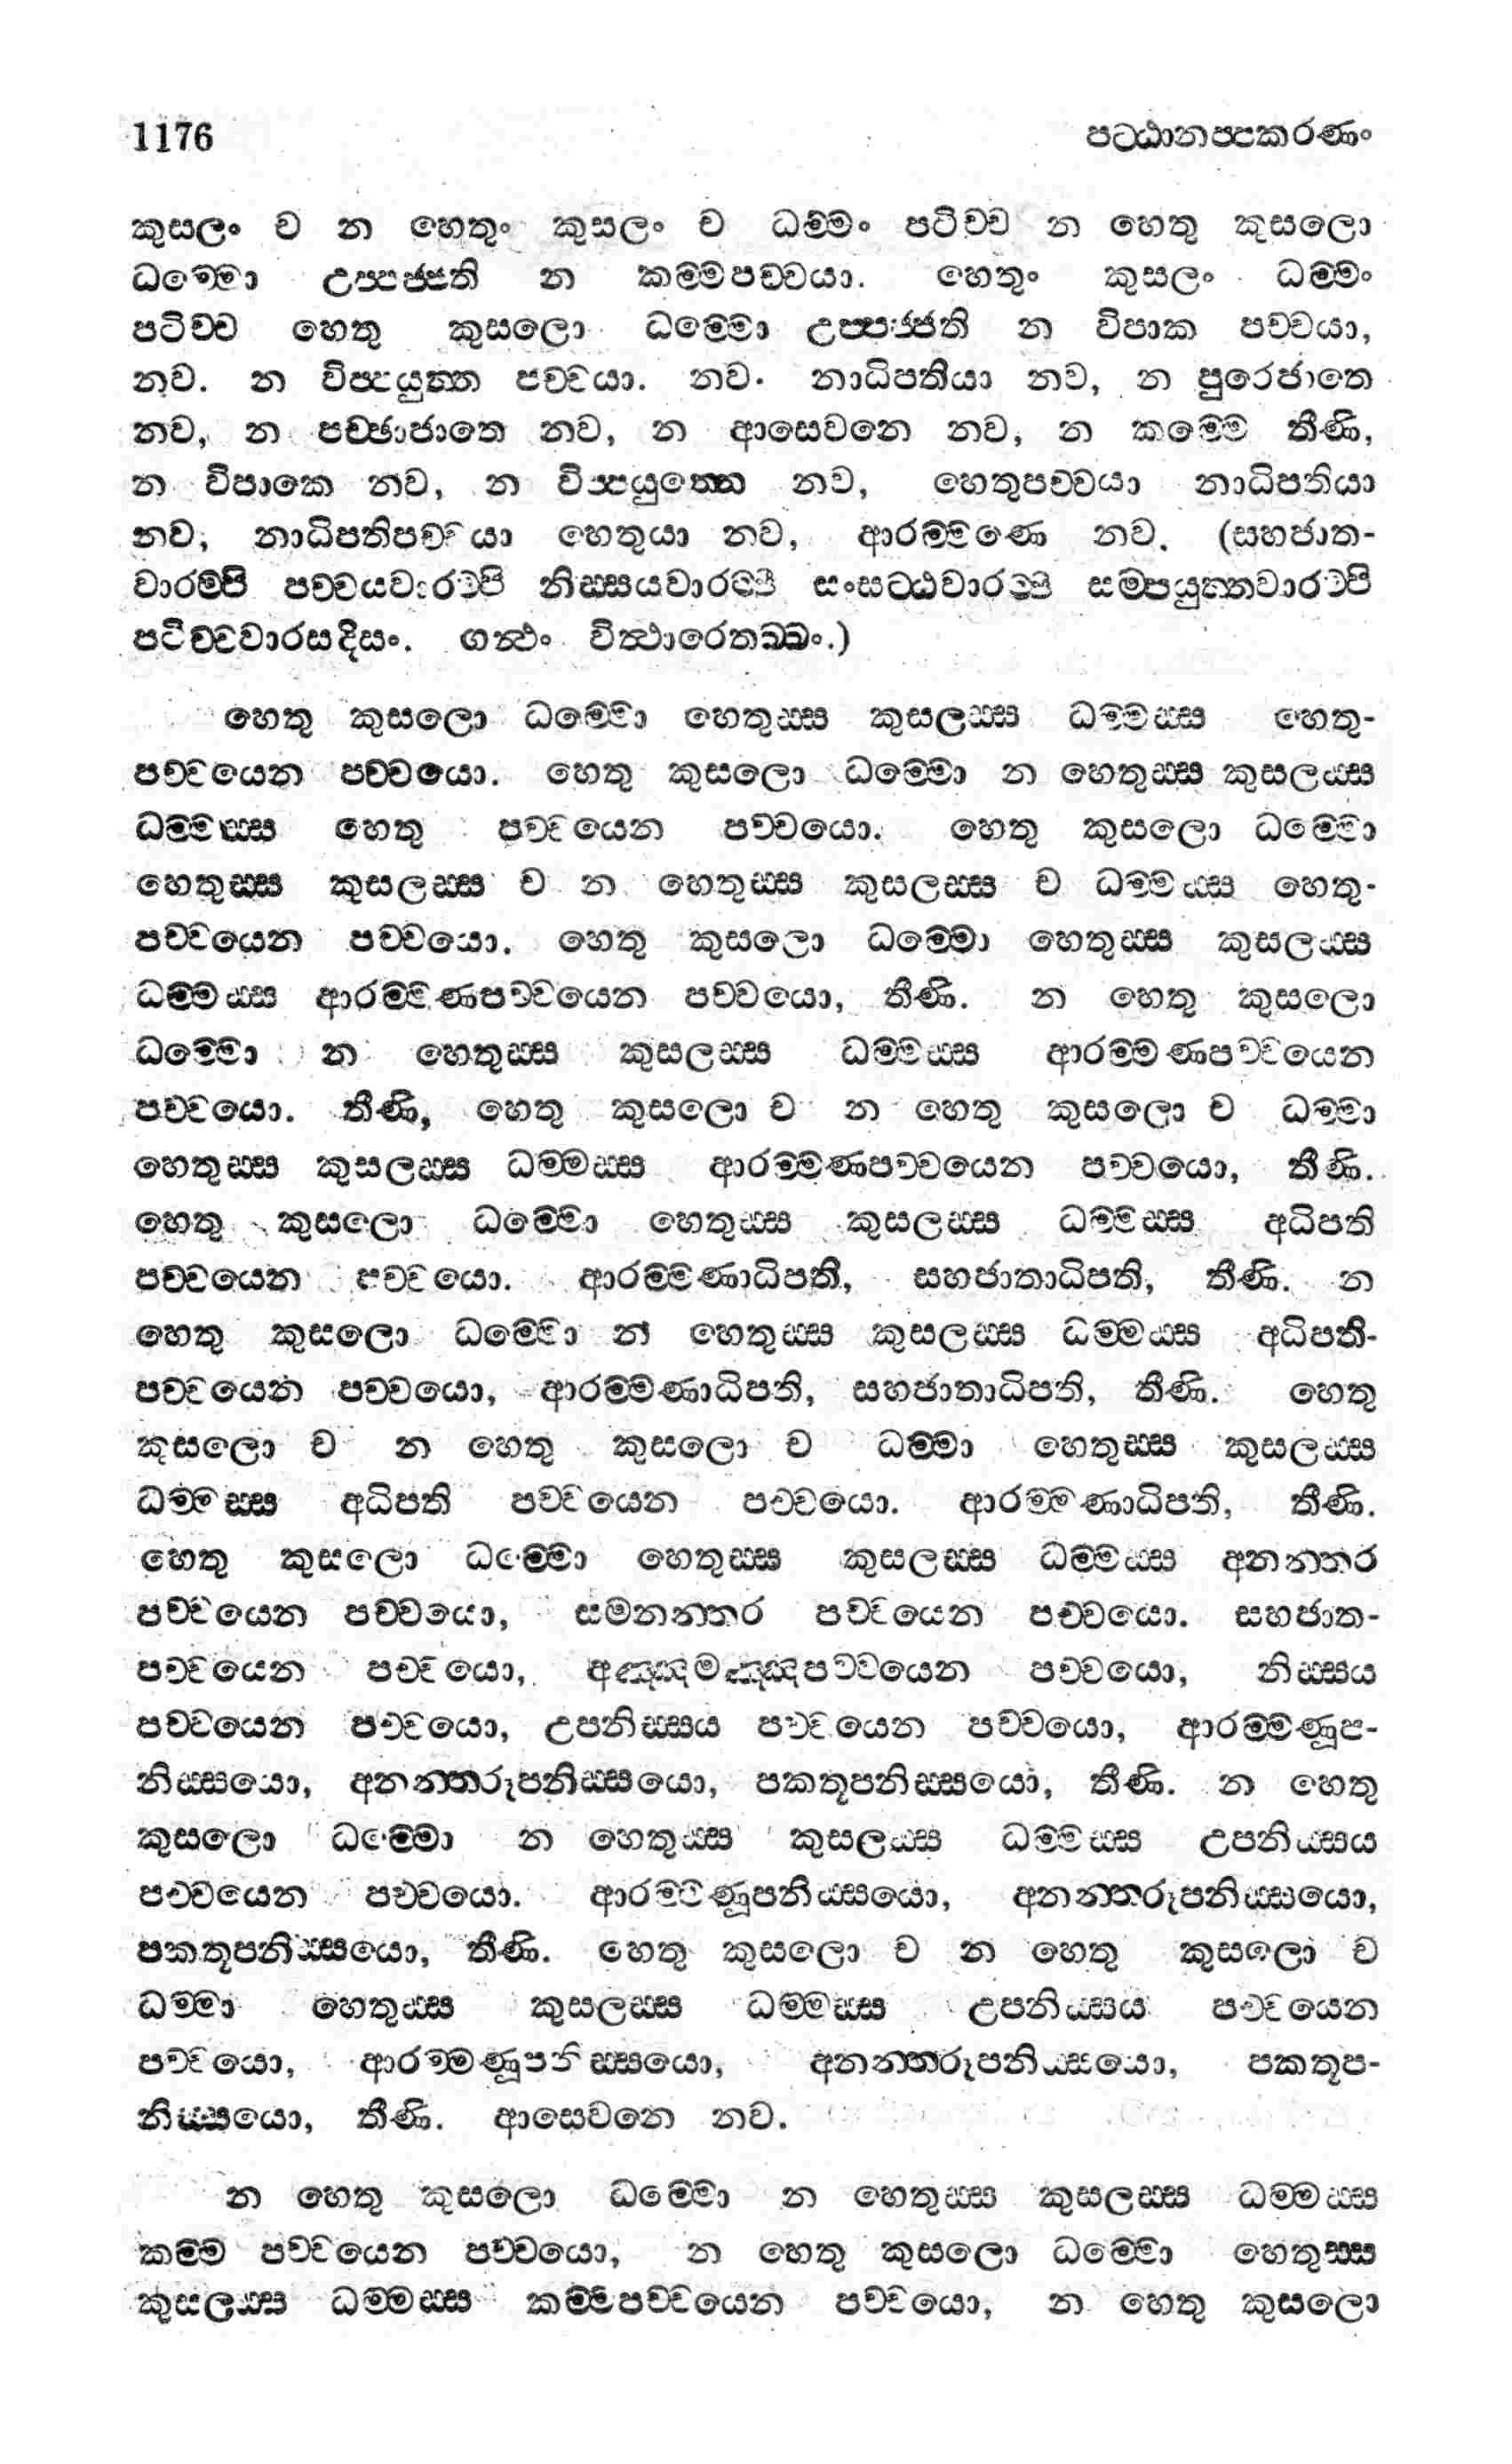 1176 පට්ඨානප්පකරණං
කුසලං ච න හෙතුං කුසලං ච ධම්මං පටිච්ච න හෙතු කුසලො
ධම්මො උප්පජ්ජති න කම්මපච්චයා. හෙතුං කුසලං ධම්මං
පටිච්ච හෙතු කුසලො ධම්මො උප්පජ්ජති න විපාක පච්චයා,
නව. න විප්පයුත්ත පච්චයා. නව. නාධිපතියා නව, න පුරෙජාතෙ
නව, න පච්ඡාජාතෙ නව, න ආසෙවනෙ නව, න කම්මෙ තීණි,
න විපාකෙ නව, න විප්පයුත්තෙ නව, හෙතුපච්චයා නාධිපතියා
නව, නාධිපතිපච්චයා හෙතුයා නව, ආරම්මණෙ නව. (සහජාත-
වාරම්පි පච්චයවාරම්පි නිස්සයවාරම්පි සංසට්ඨවාරම්පි සම්පයුත්තවාරම්පි
පටිච්චවාරසදිසං. ගන්ථං විත්ථාරෙතබ්බං.)
හෙතු කුසලො ධම්මො හෙතුස්ස කුසලස්ස ධම්මස්ස හෙතු-
පච්චයෙන පච්චයො. හෙතු කුසලො ධම්මො න හෙතුස්ස කුසලස්ස
ධම්මස්ස හෙතු පච්චයෙන පච්චයො. හෙතු කුසලො ධම්මො
හෙතුස්ස කුසලස්ස ච න හෙතුස්ස කුසලස්ස ච ධම්මස්ස හෙතු-
පච්චයෙන පච්චයො. හෙතු කුසලො ධම්මො හෙතුස්ස කුසලස්ස
ධම්මස්ස ආරම්මණපච්චයෙන පච්චයො, තීණි. න හෙතු කුසලො
ධම්මො න හෙතුස්ස කුසලස්ස ධම්මස්ස ආරම්මණපච්චයෙන
පච්චයො. තීණි, හෙතු කුසලො ච න හෙතු කුසලො ච ධම්මා
හෙතුස්ස කුසලස්ස ධම්මස්ස ආරම්මණපච්චයෙන පච්චයො, තීණි.
හෙතු කුසලො ධම්මො හෙතුස්ස කුසලස්ස ධම්මස්ස අධිපති
පච්චයෙන පච්චයො. ආරම්මණාධිපති, සහජාතාධිපති, තීණි. න
හෙතු කුසලො ධම්මො න හෙතුස්ස කුසලස්ස ධම්මස්ස අධිපති-
පච්චයෙන පච්චයො, ආරම්මණාධිපති, සහජාතාධිපති, තීණි. හෙතු
කුසලො ච න හෙතු කුසලො ච ධම්මා හෙතුස්ස කුසලස්ස
ධම්මස්ස අධිපති පච්චයෙන පච්චයො. ආරම්මණාධිපති, තීණි.
හෙතු කුසලො ධම්මො හෙතුස්ස කුසලස්ස ධම්මස්ස අනන්තර
පච්චයෙන පච්චයො, සමනන්තර පච්චයෙන පච්චයො. සහජාත-
පච්චයෙන පච්චයො, අඤ්ඤමඤ්ඤපච්චයෙන පච්චයො, නිස්සය
පච්චයෙන පච්චයො, උපනිස්සය පච්චයෙන පච්චයො, ආරම්මණූප-
නිස්සයො, අනන්තරූපනිස්සයො, පකතූපනිස්සයො, තීණි. න හෙතු
කුසලො ධම්මො න හෙතුස්ස කුසලස්ස ධම්මස්ස උපනිස්සය
පච්චයෙන පච්චයො. ආරම්මණූපනිස්සයො, අනන්තරූපනිස්සයො,
පකතූපනිස්සයො, තීණි. හෙතු කුසලො ච න හෙතු කුසලො ච
ධම්මා හෙතුස්ස කුසලස්ස ධම්මස්ස උපනිස්සය පච්චයෙන
පච්චයො, ආරම්මණූපනිස්සයො, අනන්තරූපනිස්සයො, පකතූප-
නිස්සයො, තීණි. ආසෙවනෙ නව.
න හෙතු කුසලො ධම්මො න හෙතුස්ස කුසලස්ස ධම්මස්ස
කම්ම පච්චයෙන පච්චයො, න හෙතු කුසලො ධම්මො හෙතුස්ස
කුසලස්ස ධම්මස්ස කම්මපච්චයෙන පච්චයො, න හෙතු කුසලො